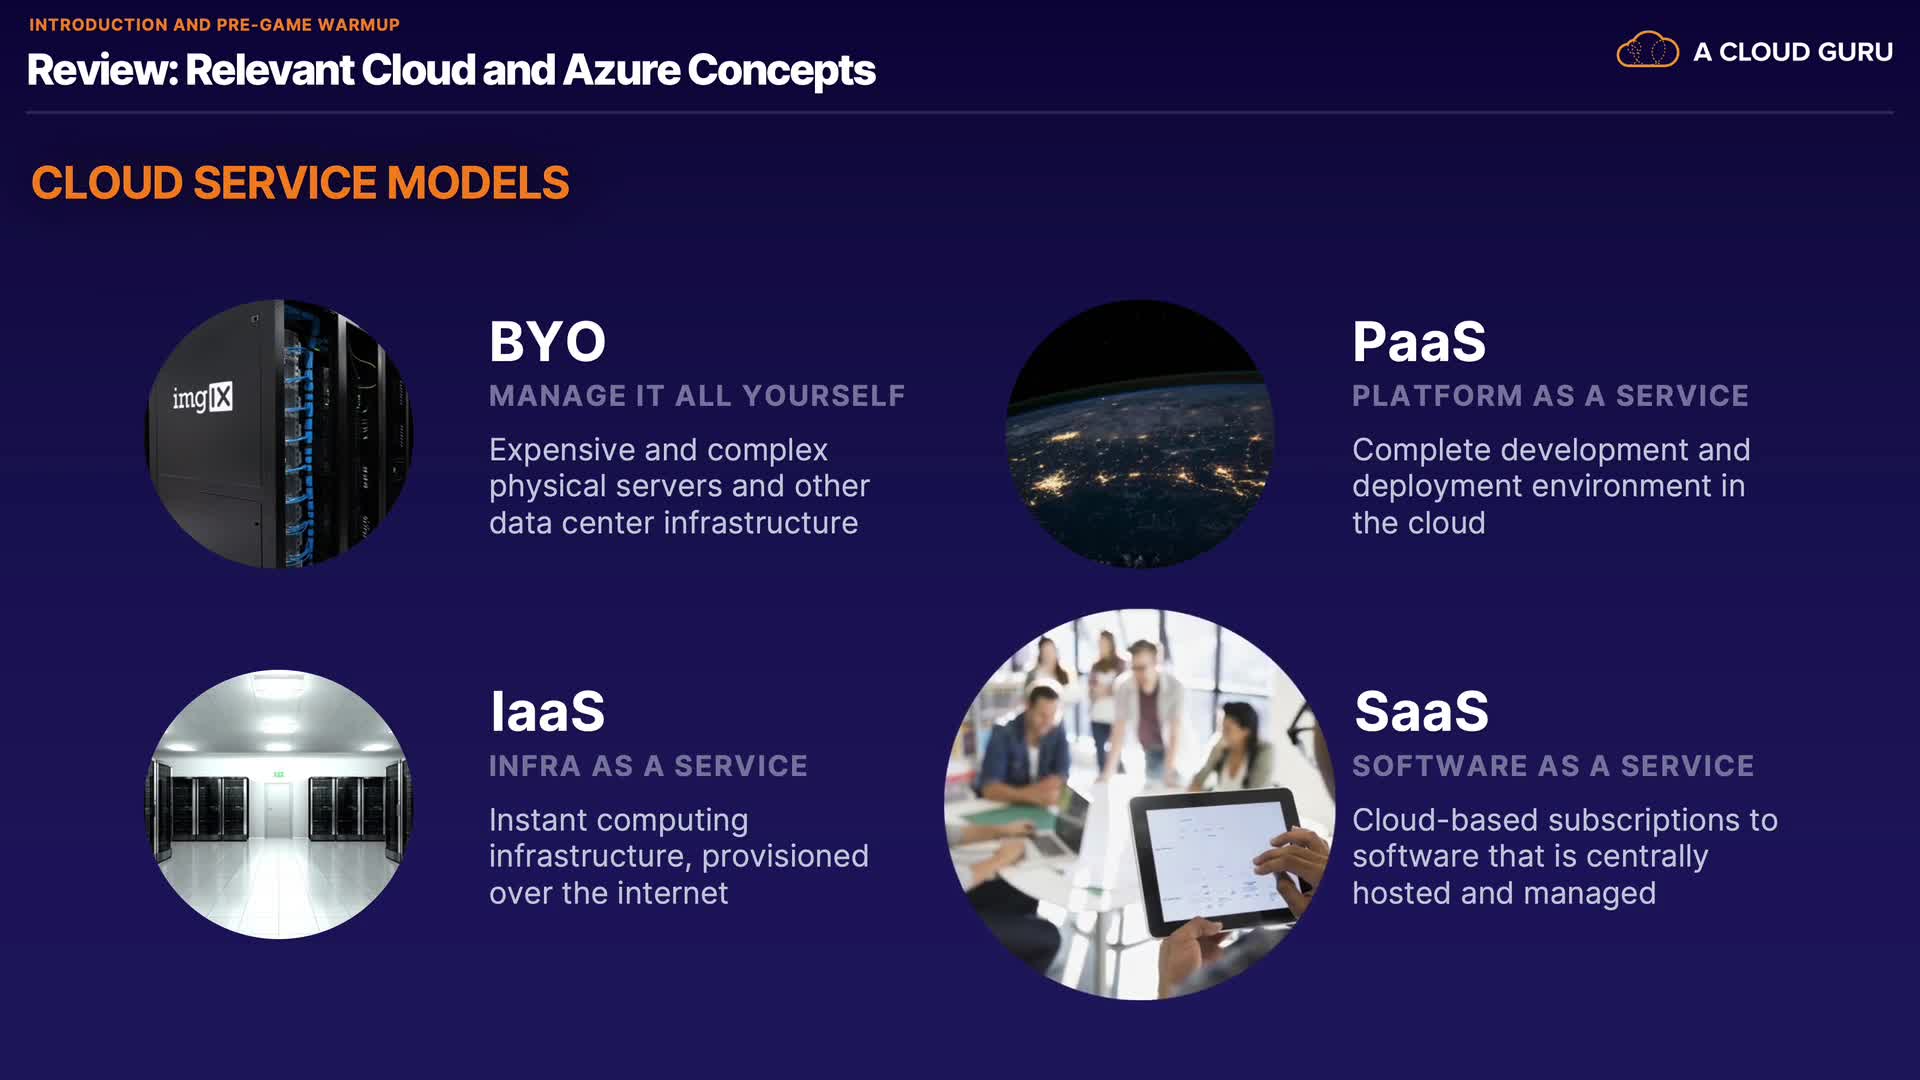 INTRODUCTION AND PRE-GAME WARMUP
Review: Relevant Cloud and Azure Concepts
A CLOUD GURU
CLOUD SERVICE MODELS
imgIX
BYO
MANAGE IT ALL YOURSELF
Expensive and complex
physical servers and other
data center infrastructure
PaaS
PLATFORM AS A SERVICE
Complete development and
deployment environment in
the cloud
IaaS
INFRA AS A SERVICE
Instant computing
infrastructure, provisioned
over the internet
SaaS
SOFTWARE AS A SERVICE
Cloud-based subscriptions to
software that is centrally
hosted and managed